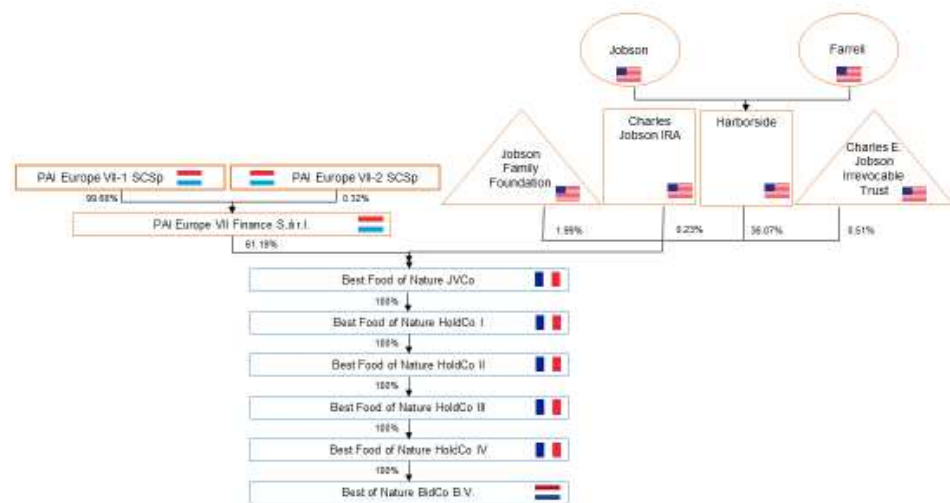 Jobson
Farrell
Jobson
Family
Foundation
Charles
Jobson IRA
Harborside
Charles E.
Jobson
Irrevocable
Trust
PAI Europe VII-1 SCSp
PAI Europe VII-2 SCSp
99.68%
0.32%
PAI Europe VII Finance S.à r.l.
61.19%
1.99%
0.23%
36.07%
0.51%
Best Food of Nature JVCo
100%
Best Food of Nature HoldCo I
100%
Best Food of Nature HoldCo II
100%
Best Food of Nature HoldCo III
100%
Best Food of Nature HoldCo IV
100%
Best of Nature BidCo B.V.